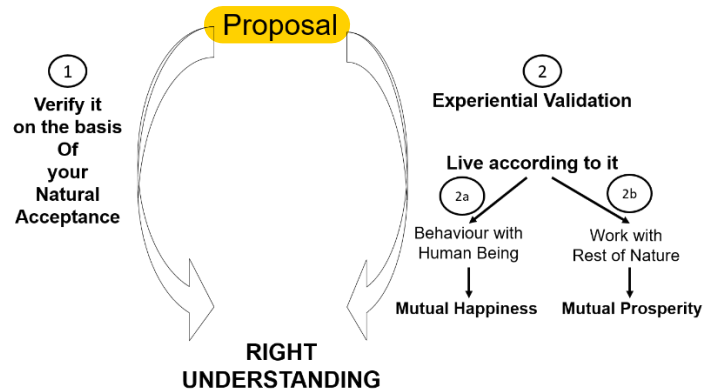 Proposal
1
Verify it
on the basis
Of
your
Natural
Acceptance
2
Experiential Validation
Live according to it
2a
2b
Behaviour with
Human Being
Work with
Rest of Nature
Mutual Happiness
Mutual Prosperity
RIGHT
UNDERSTANDING